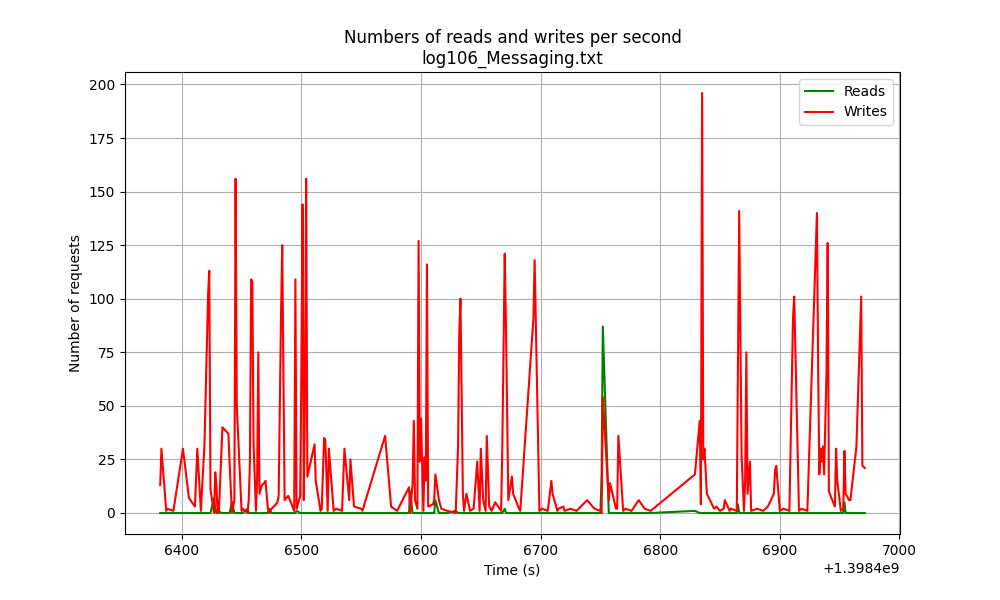 Numbers of reads and writes per second
log106_Messaging.txt
Reads
Writes
Number of requests
200
175
150
125
100
75
50
25
0
6400 6500 6600 6700 6800 6900 7000
Time (s)
+1.3984e9